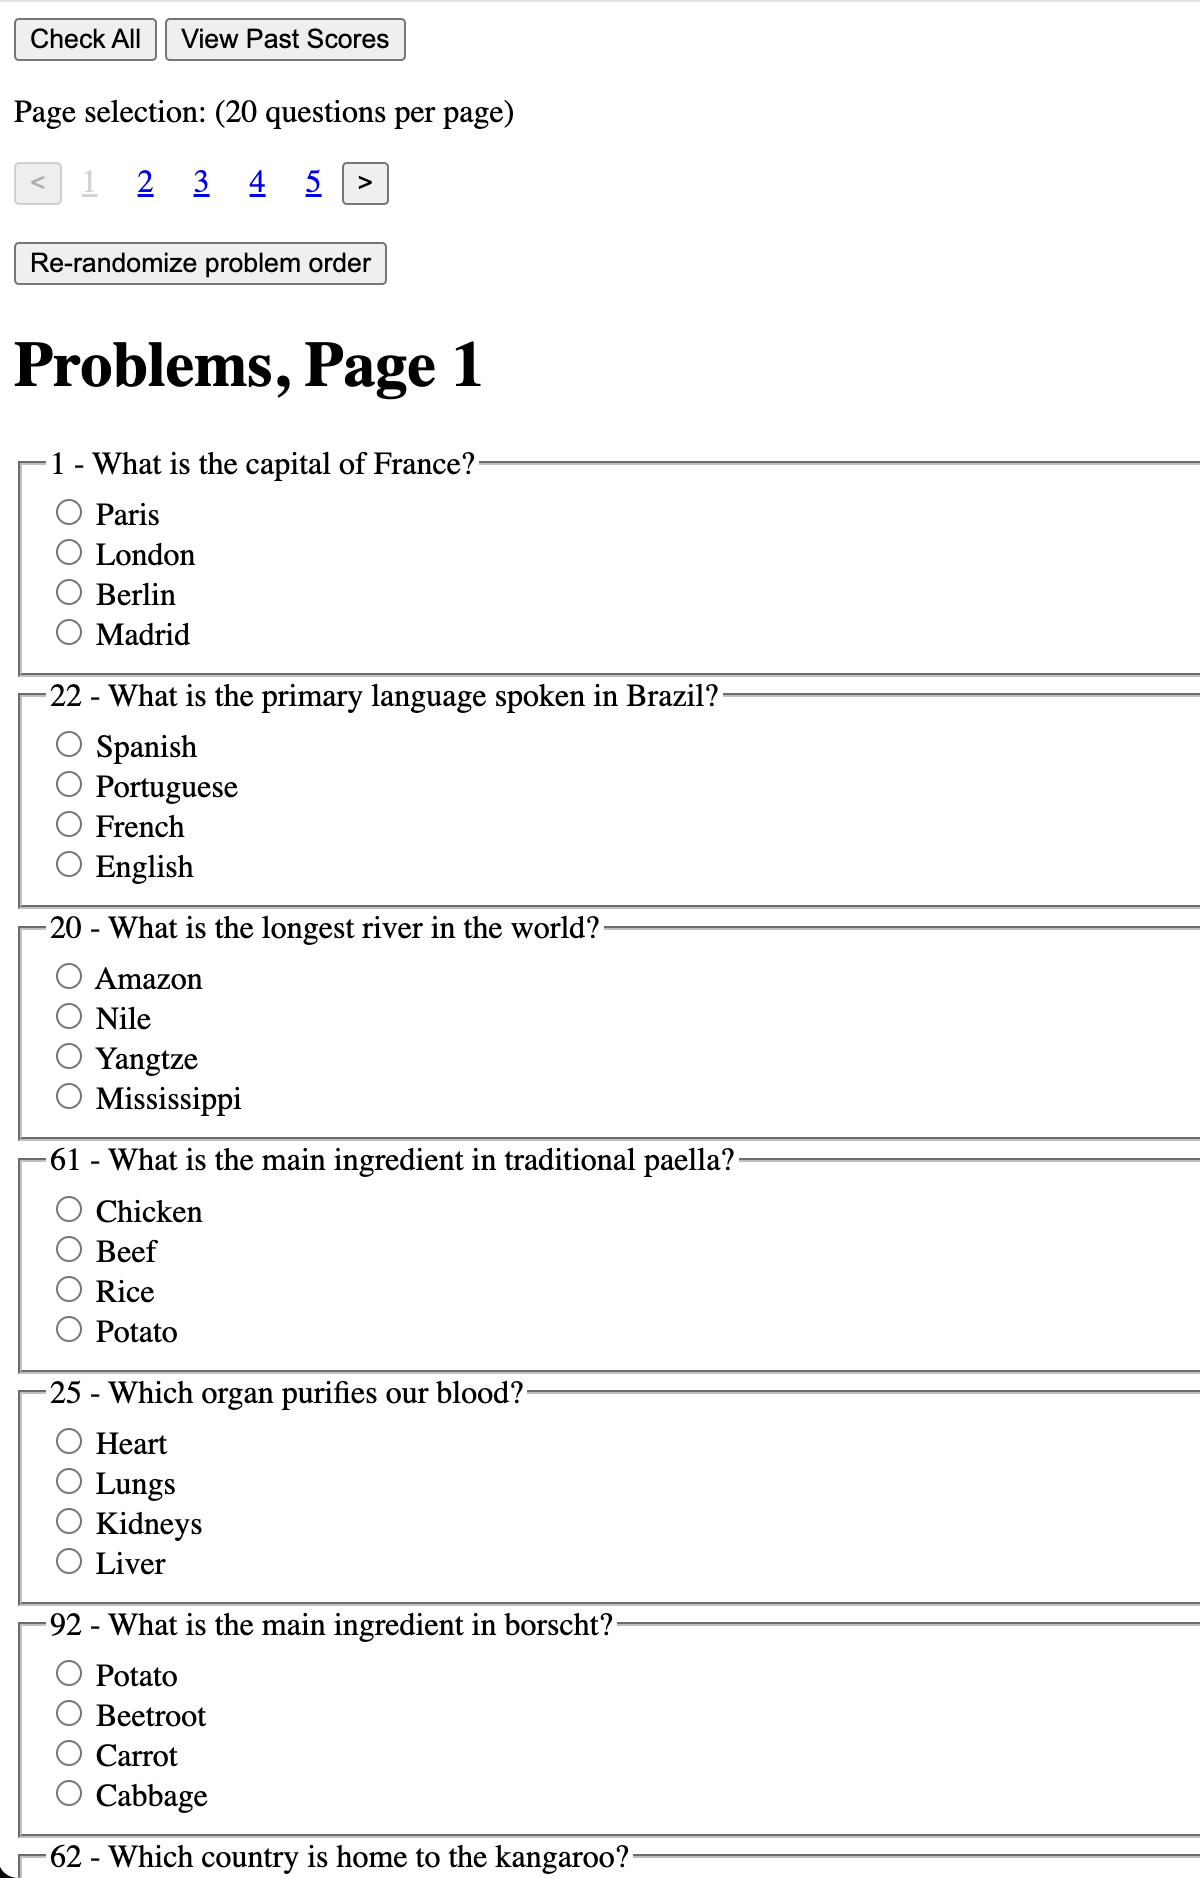 Check All View Past Scores
Page selection: (20 questions per page)
< 1 2 3 4 5 >
Re-randomize problem order
Problems, Page 1
1 - What is the capital of France?
Paris
London
Berlin
Madrid
22 - What is the primary language spoken in Brazil?
Spanish
Portuguese
French
English
20 - What is the longest river in the world?
Amazon
Nile
Yangtze
Mississippi
61 - What is the main ingredient in traditional paella?
Chicken
Beef
Rice
Potato
25 - Which organ purifies our blood?
Heart
Lungs
Kidneys
Liver
92 - What is the main ingredient in borscht?
Potato
Beetroot
Carrot
Cabbage
62 - Which country is home to the kangaroo?